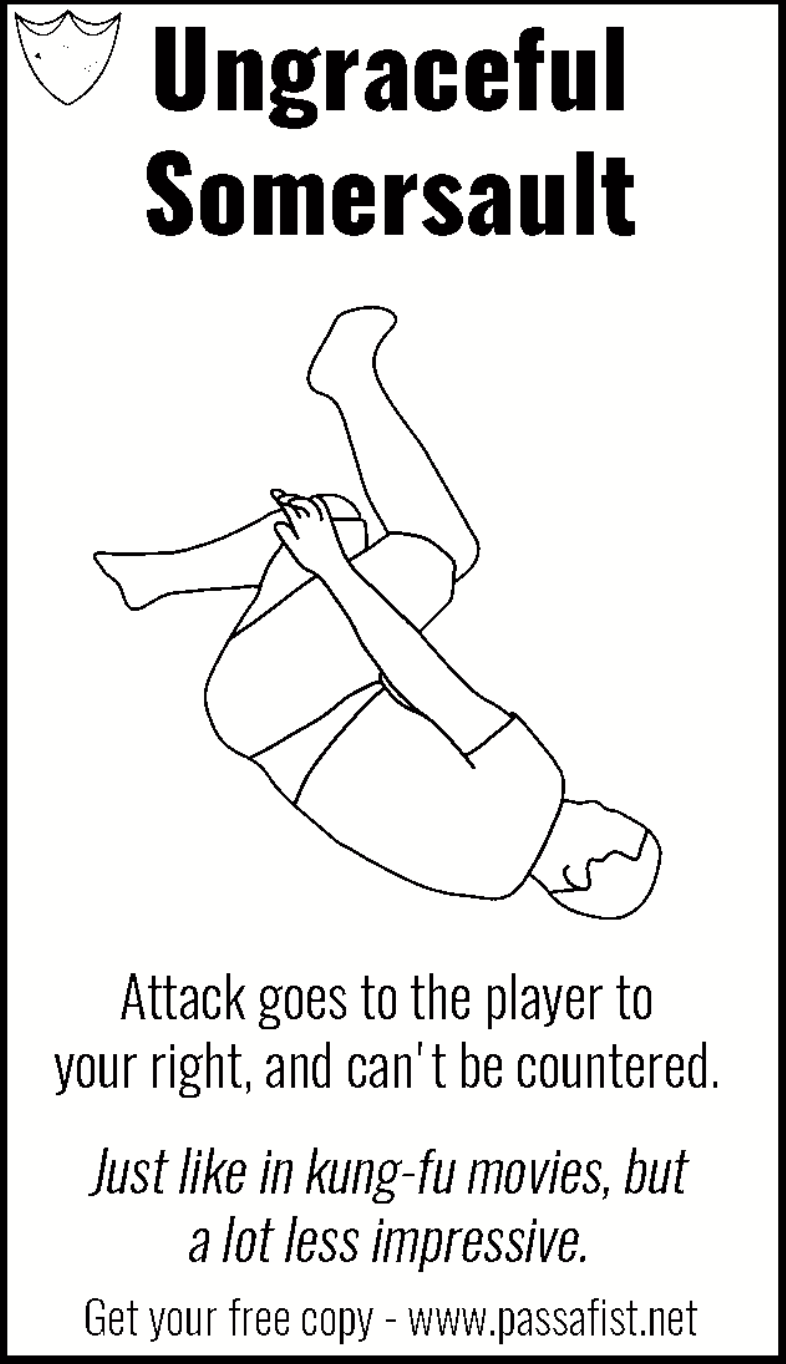 Ungraceful
Somersault
Attack goes to the player to
your right, and can't be countered.
Just like in kung-fu movies, but
a lot less impressive.
Get your free copy - www.passafist.net